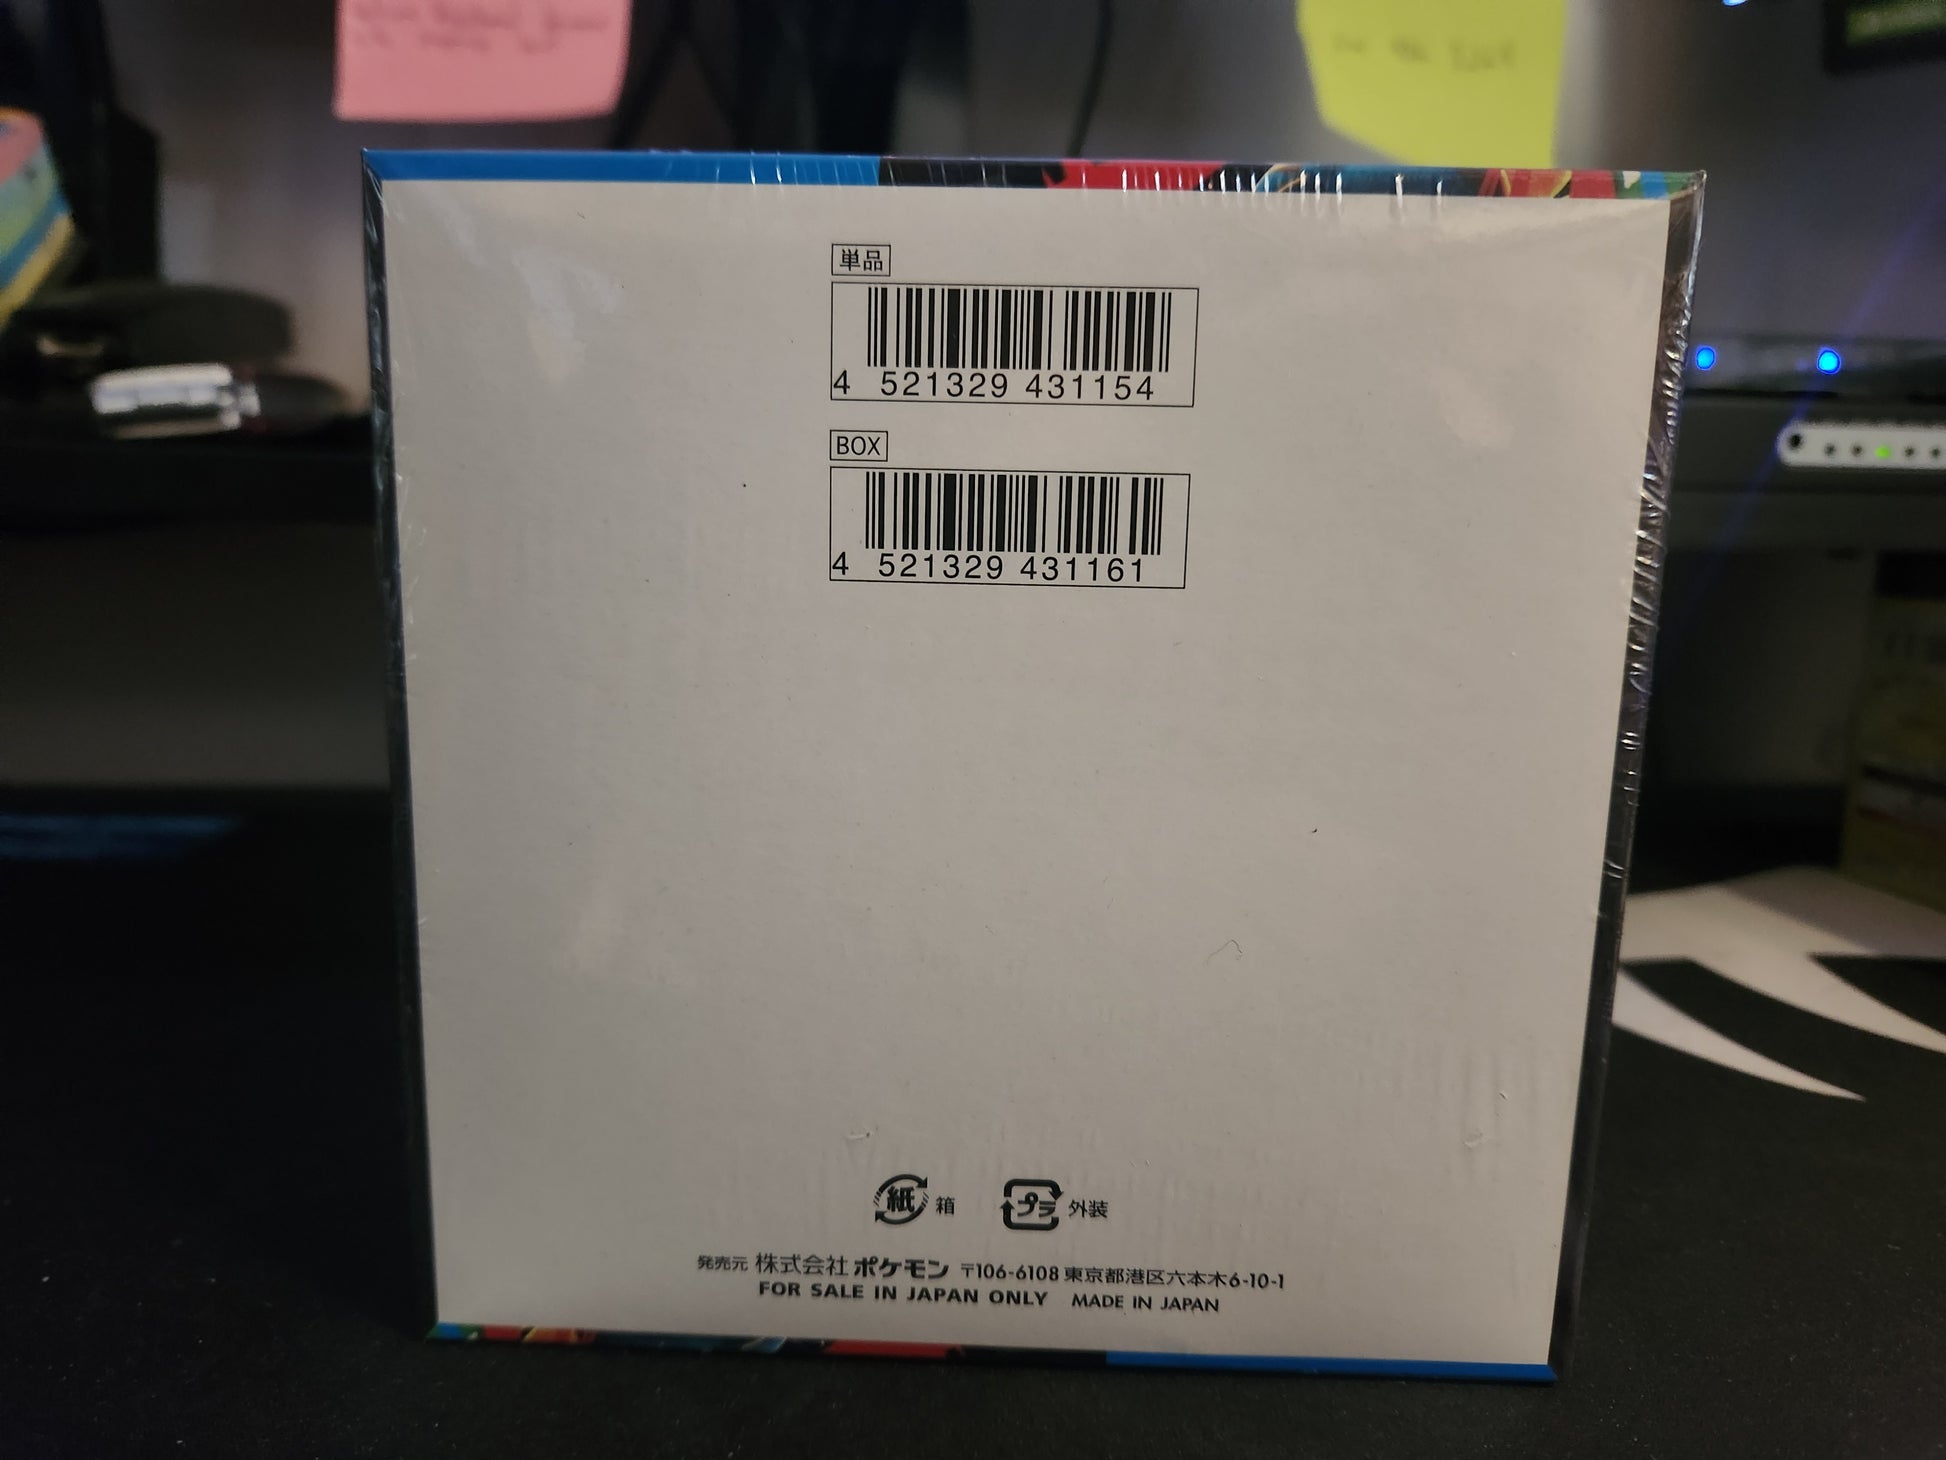 単品
4 521329 431154
BOX
4 521329 431161
紙 箱 プラ 外装
発売元 株式会社ポケモン 〒106-6108 東京都港区六本木6-10-1
FOR SALE IN JAPAN ONLY MADE IN JAPAN